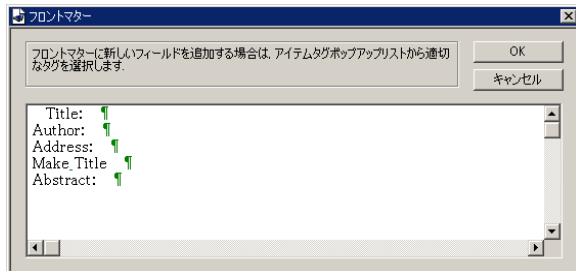 フロントマター
フロントマターに新しいフィールドを追加する場合は, アイテムタグポップアップリストから適切
なタグを選択します.
OK
キャンセル
Title: ¶
Author: ¶
Address: ¶
Make_Title ¶
Abstract: ¶